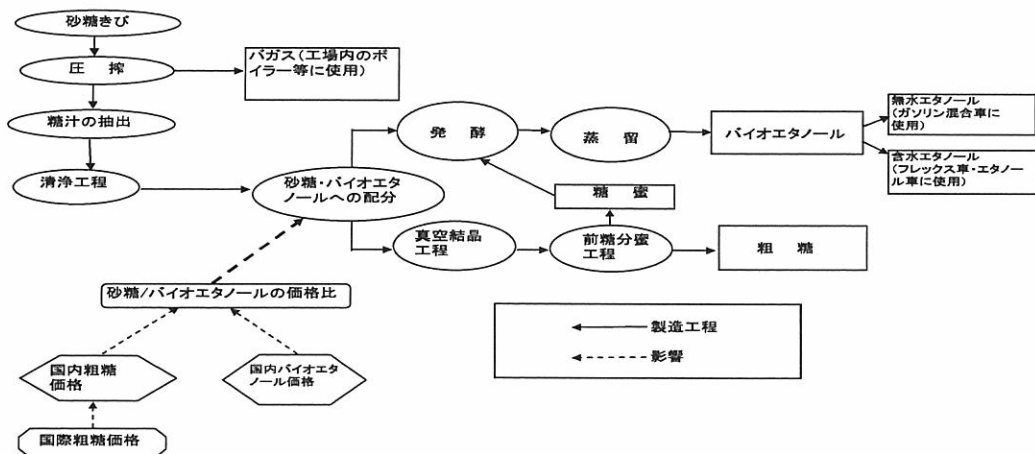 砂糖きび
圧 搾
バガス(工場内のボ
イラー等に使用)
糖汁の抽出
清浄工程
砂糖・バイオエタ
ノールへの配分
発 酵
蒸 留
バイオエタノール
無水エタノール
(ガソリン混合車に
使用)
含水エタノール
(フレックス車・エタノー
ル車に使用)
糖 蜜
真空結晶
工程
前糖分蜜
工程
粗 糖
砂糖/バイオエタノールの価格比
国内粗糖
価格
国内バイオエタ
ノール価格
国際粗糖価格
製造工程
影響